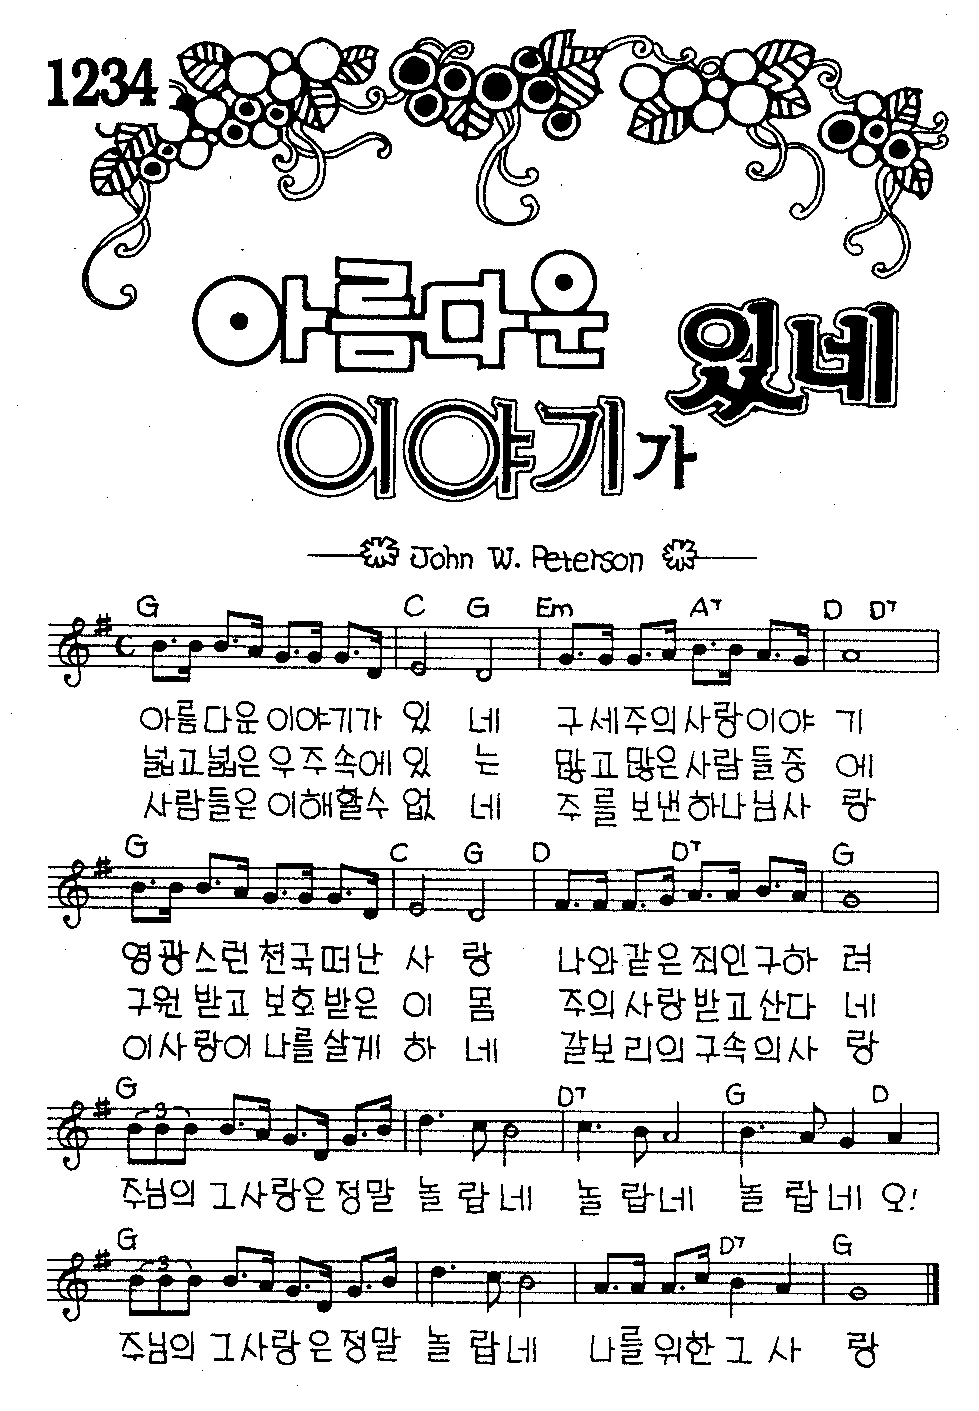 1234
아름다운 있네
이야기가
John W. Peterson
G C G Em A7 D D7
아름다운 이야기가 있 네 구세주의 사랑이야 기
넓고넓은 우주속에 있 는 많고많은 사람들중 에
사람들은 이해할수 없 네 주를 보낸하나님사 랑
G C G D D7 G
영광스런 천국떠난 사 랑 나와같은 죄인구하 려
구원받고 보호받은 이 몸 주의사랑 받고산다 네
이사랑이 나를살게 하 네 갈보리의 구속의사 랑
G D7 G D
3
주님의 그사랑은 정말 놀 랍네 놀 랍네 놀 랍네 오!
G D7 G
3
주님의 그사랑은 정말 놀 랍네 나를위한 그 사 랑